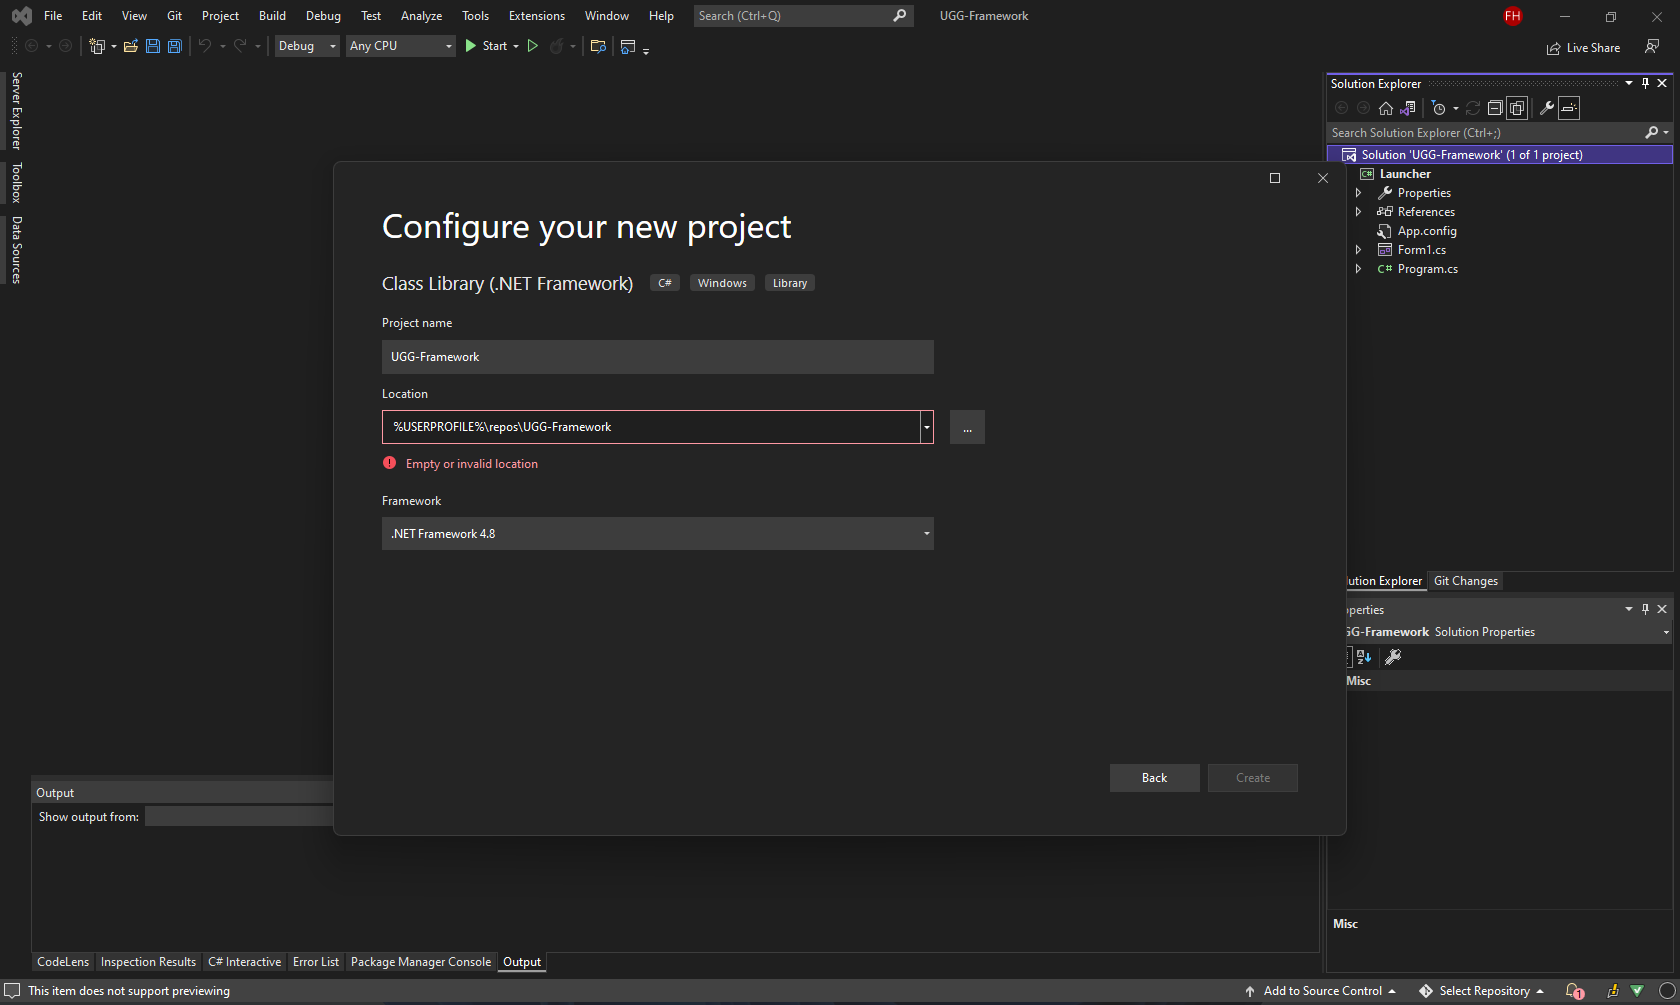 File Edit View Git Project Build Debug Test Analyze Tools Extensions Window Help Search (Ctrl+Q) UGG-Framework FH
Debug Any CPU Start Live Share
Server Explorer
Toolbox
Data Sources
Solution Explorer
Search Solution Explorer (Ctrl+;)
Solution 'UGG-Framework' (1 of 1 project)
C# Launcher
Properties
References
App.config
Form1.cs
C# Program.cs
Configure your new project
Class Library (.NET Framework) C# Windows Library
Project name
UGG-Framework
Location
%USERPROFILE%\repos\UGG-Framework
...
Empty or invalid location
Framework
.NET Framework 4.8
Back Create
lution Explorer Git Changes
perties
GG-Framework Solution Properties
Misc
Misc
Output
Show output from:
CodeLens Inspection Results C# Interactive Error List Package Manager Console Output
This item does not support previewing Add to Source Control Select Repository 1